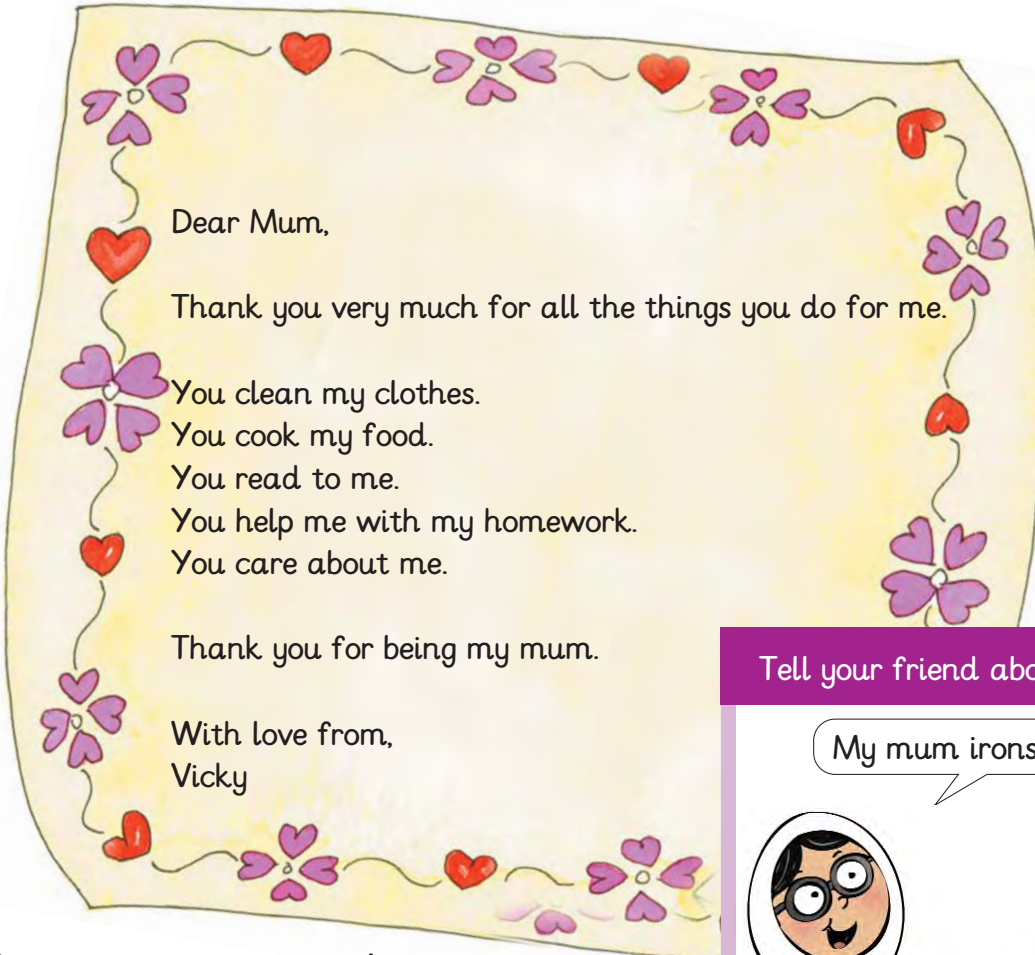 Dear Mum,
Thank you very much for all the things you do for me.
You clean my clothes.
You cook my food.
You read to me.
You help me with my homework.
You care about me.
Thank you for being my mum.
With love from,
Vicky
Tell your friend
My mum irons